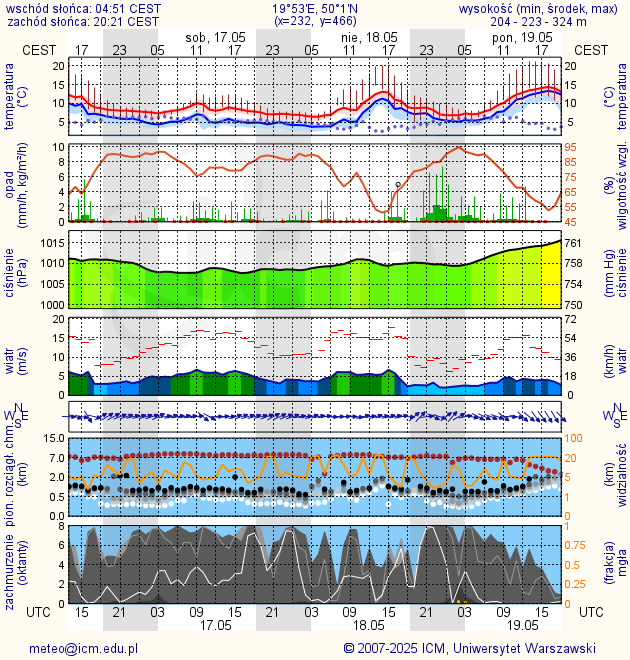 wschód słońca: 04:51 CEST 19°53'E, 50°1'N wysokość (min, środek, max)
zachód słońca: 20:21 CEST (x=232, y=466) 204 - 223 - 324 m
sob, 17.05 nie, 18.05 pon, 19.05
CEST 17 23 05 11 17 23 05 11 17 23 05 11 17 CEST
temperatura
(°C)
20
15
10
5
20
15
10
5
temperatura
(°C)
opad
(mm/h, kg/m²/h)
10
8
6
4
2
0
95
85
75
65
55
45
(%)
wilgotność wzgl.
ciśnienie
(hPa)
1015
1010
1005
1000
761
758
754
750
(mm Hg)
ciśnienie
wiatr
(m/s)
20
15
10
5
0
72
54
36
18
0
(km/h)
wiatr
N
W E
S
N
W E
S
pion. rozciągł. chm.
(km)
15.0
7.0
2.0
0.5
0.0
100
20
5
1
0
(km)
widzialność
zachmurzenie
(oktanty)
8
6
4
2
0
1
0.75
0.5
0.25
0
(frakcja)
mgła
UTC 15 21 03 09 15 21 03 09 15 21 03 09 15 UTC
17.05 18.05 19.05
meteo@icm.edu.pl © 2007-2025 ICM, Uniwersytet Warszawski